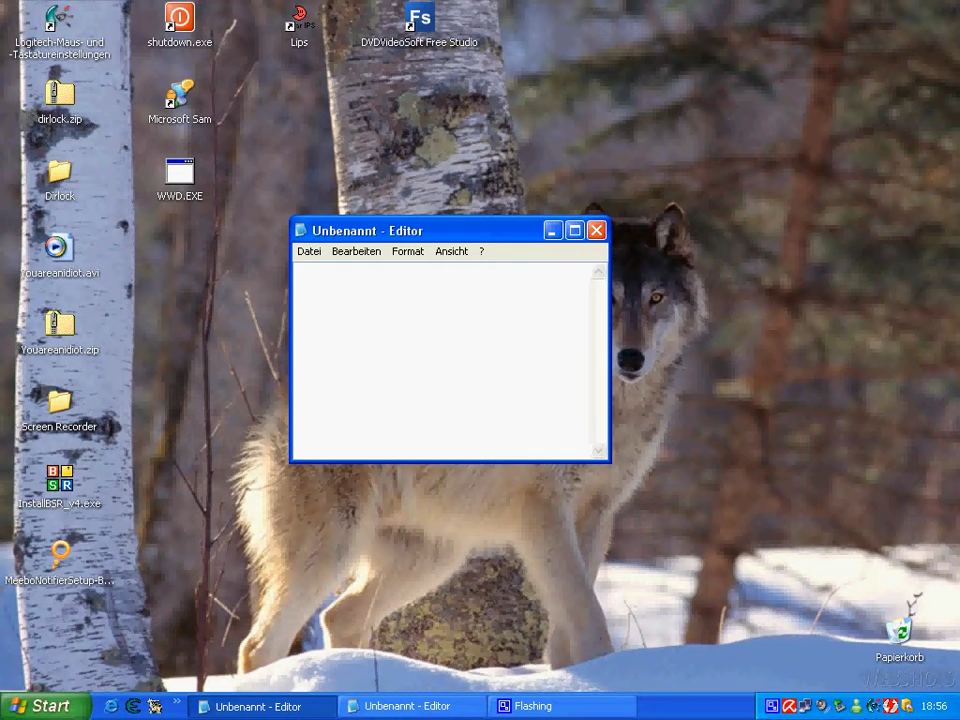 Logitech-Maus- und
-Tastatureinstellungen
shutdown.exe
Lips
Fs
DVDVideoSoft Free Studio
dirlock.zip
Microsoft Sam
Dirlock
WWD.EXE
Unbenannt - Editor
Datei Bearbeiten Format Ansicht ?
Youareanidiot.avi
Youareanidiot.zip
Screen Recorder
B
S R
InstallBSR_v4.exe
MeeboNotifierSetup-B...
Papierkorb
Start
Unbenannt - Editor
Unbenannt - Editor
Flashing
18:56